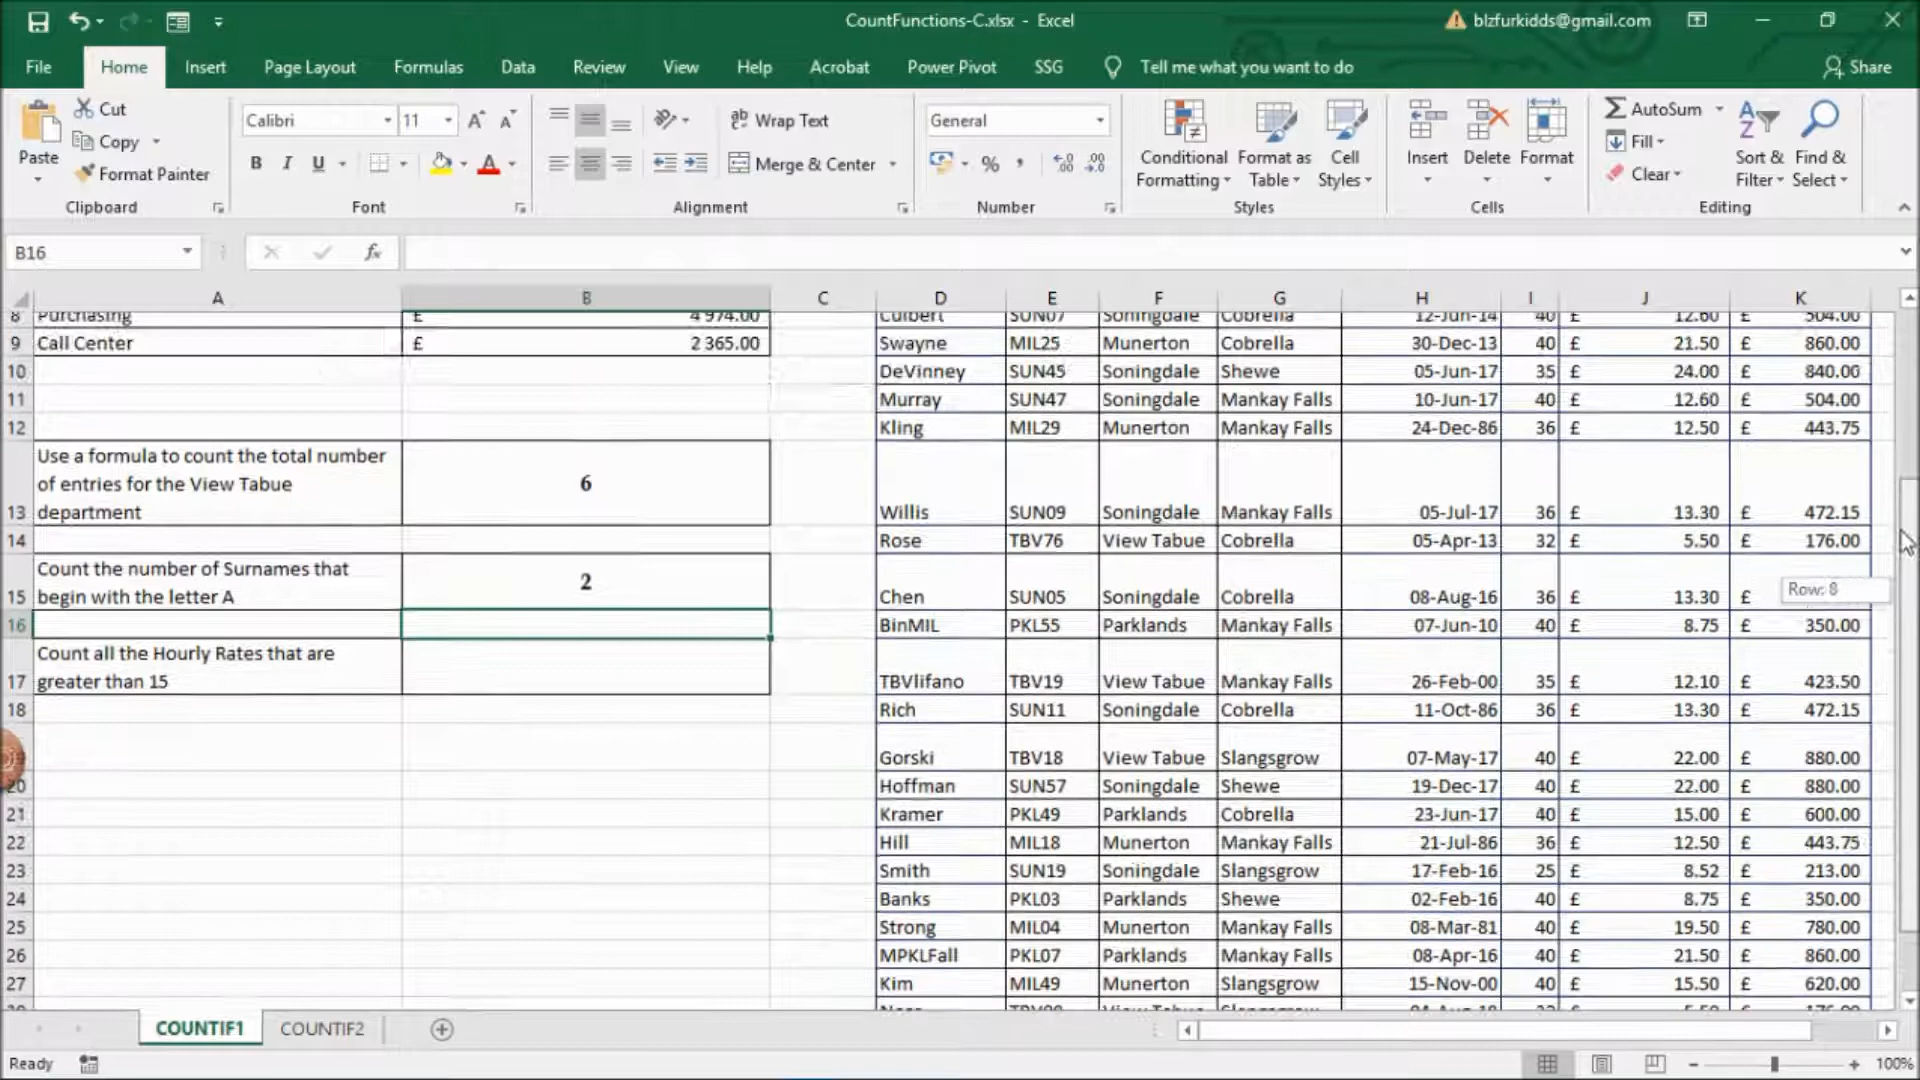 CountFunctions-C.xlsx - Excel
blzfurkidds@gmail.com
File Home Insert Page Layout Formulas Data Review View Help Acrobat Power Pivot SSG Tell me what you want to do Share
Paste
Cut
Copy
Format Painter
Clipboard
Calibri 11
B I U
Font
Wrap Text
Merge & Center
Alignment
General
%
Number
Conditional Formatting
Format as Table
Cell Styles
Styles
Insert Delete Format
Cells
AutoSum
Fill
Clear
Sort & Filter
Find & Select
Editing
B16 fx
A B C D E F G H I J K
8 Purchasing £ 4 974.00 Culbert SUN07 Soningdale Cobrella 12-Jun-14 40 £ 12.60 £ 504.00
9 Call Center £ 2 365.00 Swayne MIL25 Munerton Cobrella 30-Dec-13 40 £ 21.50 £ 860.00
10 DeVinney SUN45 Soningdale Shewe 05-Jun-17 35 £ 24.00 £ 840.00
11 Murray SUN47 Soningdale Mankay Falls 10-Jun-17 40 £ 12.60 £ 504.00
12 Kling MIL29 Munerton Mankay Falls 24-Dec-86 36 £ 12.50 £ 443.75
Use a formula to count the total number
of entries for the View Tabue 6
13 department Willis SUN09 Soningdale Mankay Falls 05-Jul-17 36 £ 13.30 £ 472.15
14 Rose TBV76 View Tabue Cobrella 05-Apr-13 32 £ 5.50 £ 176.00
Count the number of Surnames that 2
15 begin with the letter A Chen SUN05 Soningdale Cobrella 08-Aug-16 36 £ 13.30 £ Row: 8
16 BinMIL PKL55 Parklands Mankay Falls 07-Jun-10 40 £ 8.75 £ 350.00
Count all the Hourly Rates that are
17 greater than 15 TBVlifano TBV19 View Tabue Mankay Falls 26-Feb-00 35 £ 12.10 £ 423.50
18 Rich SUN11 Soningdale Cobrella 11-Oct-86 36 £ 13.30 £ 472.15
Gorski TBV18 View Tabue Slangsgrow 07-May-17 40 £ 22.00 £ 880.00
20 Hoffman SUN57 Soningdale Shewe 19-Dec-17 40 £ 22.00 £ 880.00
21 Kramer PKL49 Parklands Cobrella 23-Jun-17 40 £ 15.00 £ 600.00
22 Hill MIL18 Munerton Mankay Falls 21-Jul-86 36 £ 12.50 £ 443.75
23 Smith SUN19 Soningdale Slangsgrow 17-Feb-16 25 £ 8.52 £ 213.00
24 Banks PKL03 Parklands Shewe 02-Feb-16 40 £ 8.75 £ 350.00
25 Strong MIL04 Munerton Mankay Falls 08-Mar-81 40 £ 19.50 £ 780.00
26 MPKLFall PKL07 Parklands Mankay Falls 08-Apr-16 40 £ 21.50 £ 860.00
27 Kim MIL49 Munerton Slangsgrow 15-Nov-00 40 £ 15.50 £ 620.00
COUNTIF1 COUNTIF2
Ready 100%